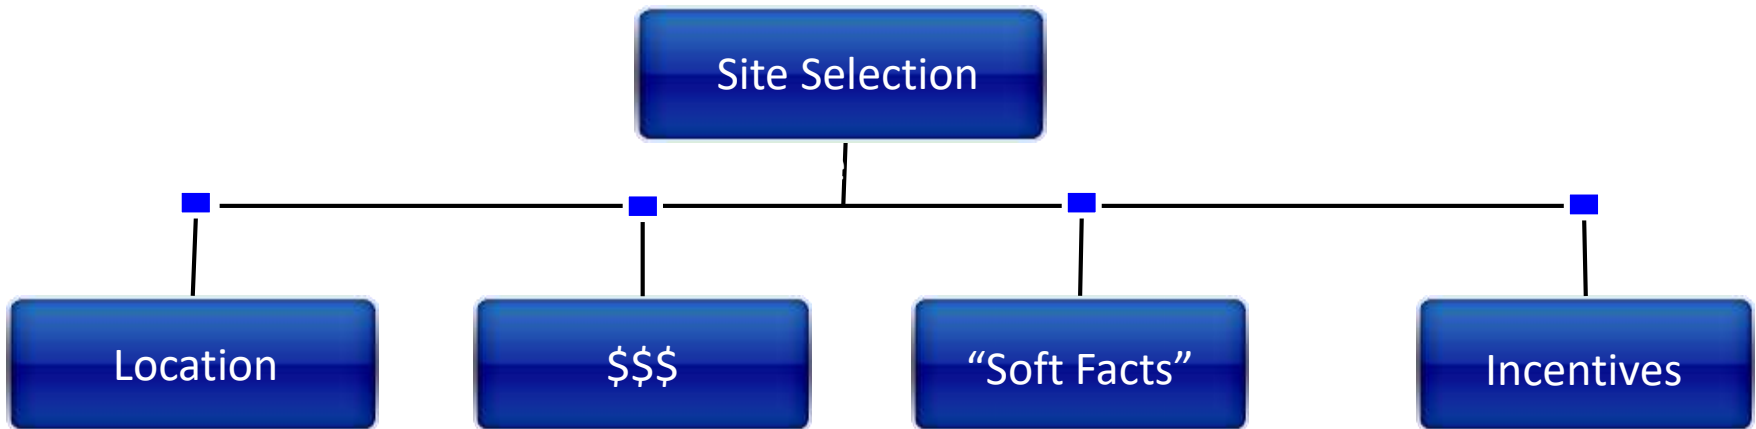 Site Selection
Location
$$$
“Soft Facts”
Incentives